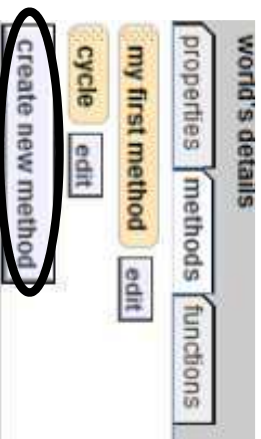 world's details
properties methods functions
my first method edit
cycle edit
create new method